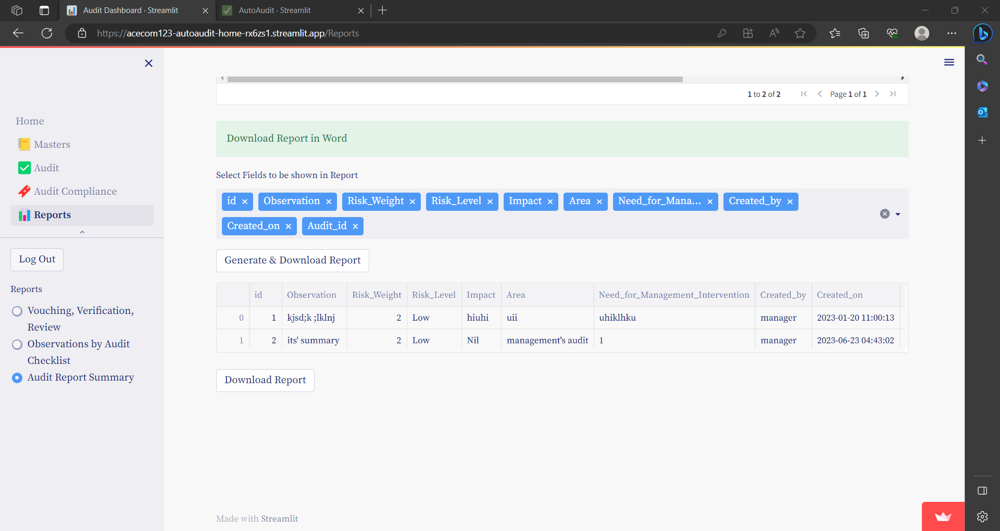 Audit Dashboard · Streamlit
AutoAudit · Streamlit
https://acecom123-autoaudit-home-rx6zs1.streamlit.app/Reports
Home
Masters
Audit
Audit Compliance
Reports
Log Out
Reports
Vouching, Verification,
Review
Observations by Audit
Checklist
Audit Report Summary
1 to 2 of 2 Page 1 of 1
Download Report in Word
Select Fields to be shown in Report
id Observation Risk_Weight Risk_Level Impact Area Need_for_Mana... Created_by
Created_on Audit_id
Generate & Download Report
id Observation Risk_Weight Risk_Level Impact Area Need_for_Management_Intervention Created_by Created_on
0 1 kjsd;k ;lklnj 2 Low hiuhi uii uhiklhku manager 2023-01-20 11:00:13
1 2 its' summary 2 Low Nil management's audit 1 manager 2023-06-23 04:43:02
Download Report
Made with Streamlit